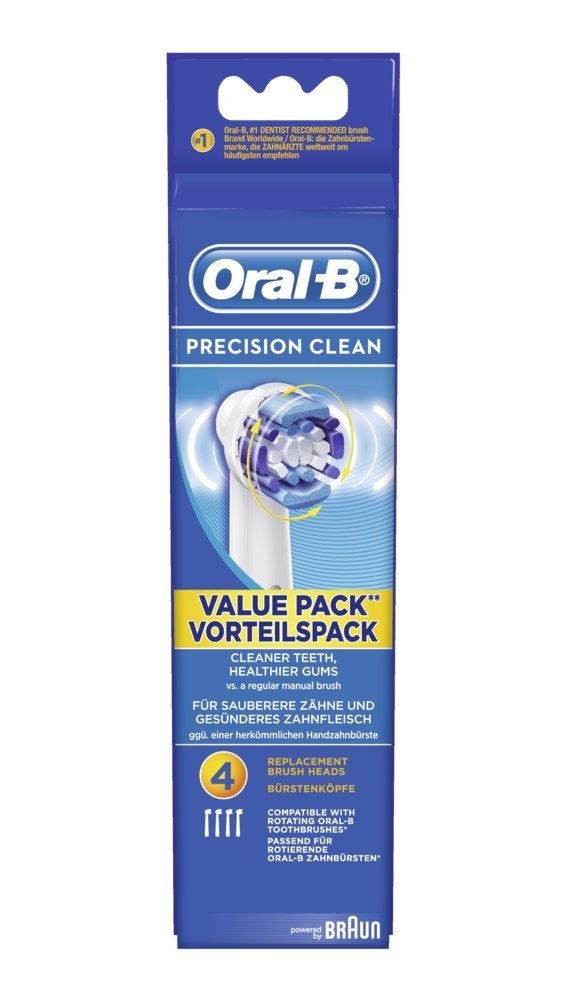 #1
Oral-B, #1 DENTIST RECOMMENDED brush
Brand Worldwide / Oral-B: die Zahnbürsten-
marke, die ZAHNÄRZTE weltweit am
häufigsten empfehlen
Oral-B®
PRECISION CLEAN
VALUE PACK**
VORTEILSPACK
CLEANER TEETH,
HEALTHIER GUMS
vs. a regular manual brush
FÜR SAUBERERE ZÄHNE UND
GESÜNDERES ZAHNFLEISCH
ggü. einer herkömmlichen Handzahnbürste
4
REPLACEMENT
BRUSH HEADS
BÜRSTENKÖPFE
COMPATIBLE WITH
ROTATING ORAL-B
TOOTHBRUSHES*
PASSEND FÜR
ROTIERENDE
ORAL-B ZAHNBÜRSTEN*
powered
by
BRAUN